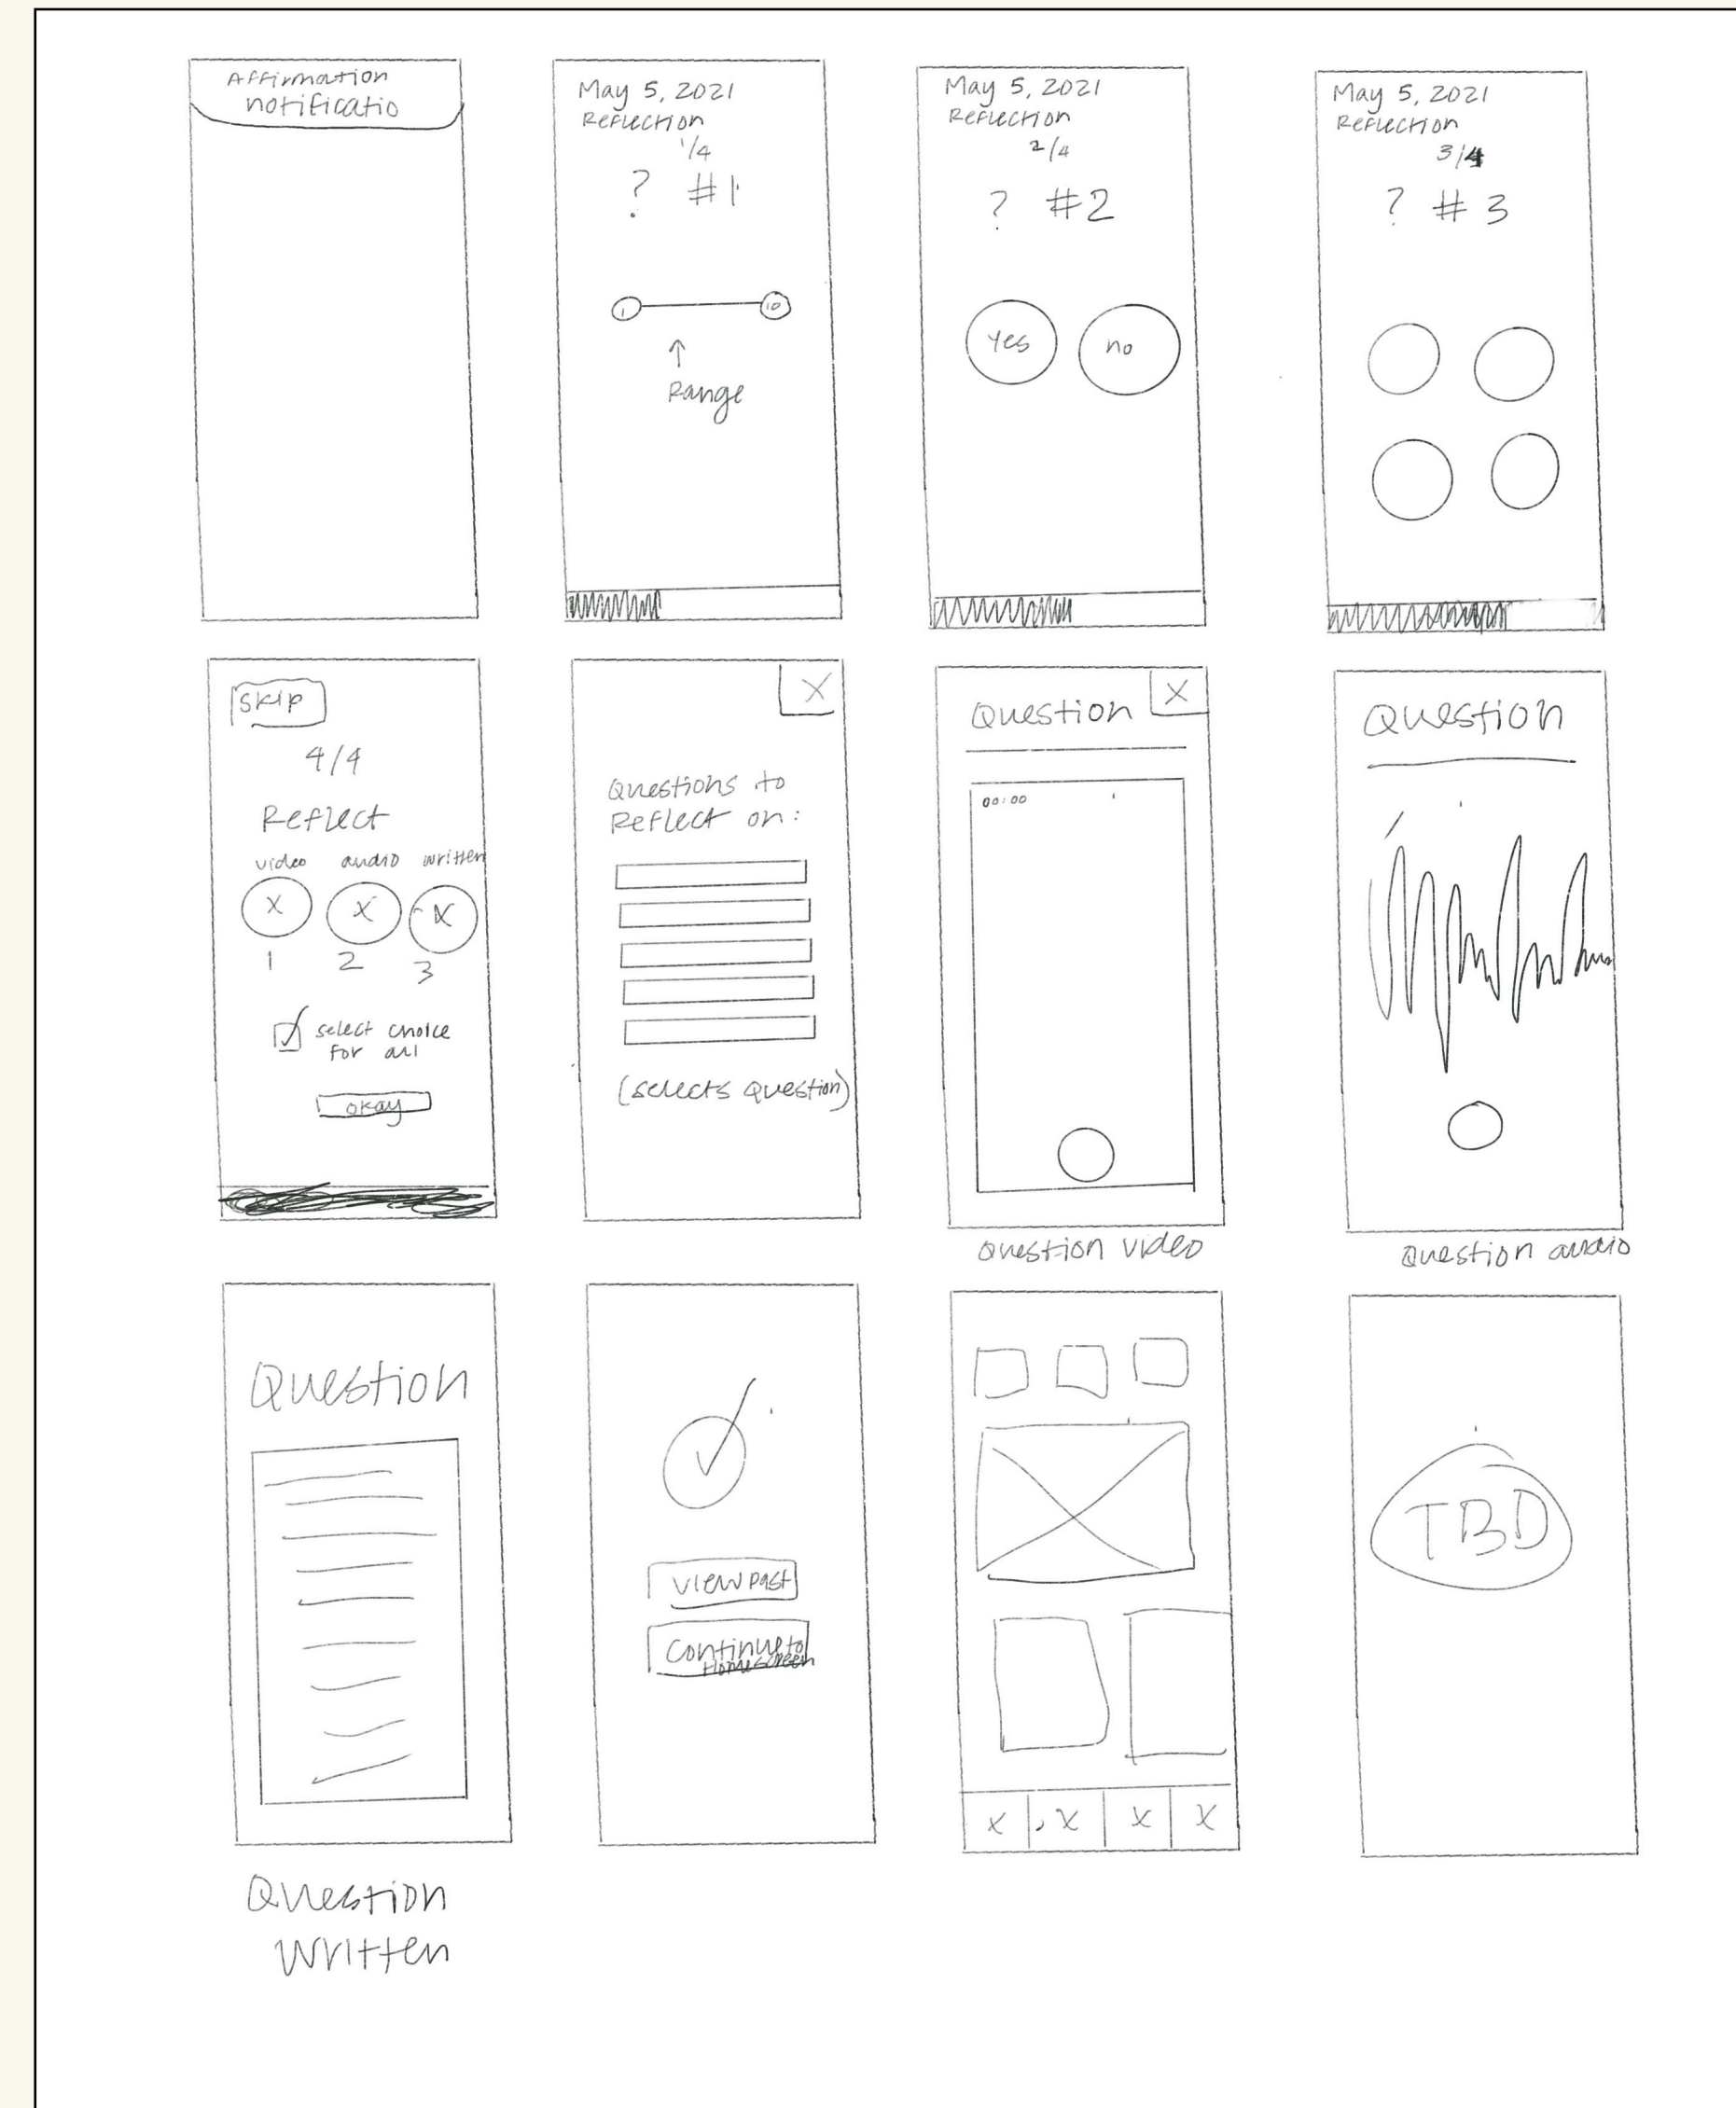 Affirmation
notificatio
May 5, 2021
Reflection
1/4
? #1
1
10
↑
Range
May 5, 2021
Reflection
2/4
? #2
Yes
no
May 5, 2021
Reflection
3/4
? #3
Skip
4/4
Reflect
video audio written
X X X
1 2 3
select choice
for all
okay
X
Questions to
Reflect on:
(selects question)
Question
X
00:00
Question video
Question
Question audio
Question
Question
Written
View past
Continue to
Homescreen
X X X X
TBD